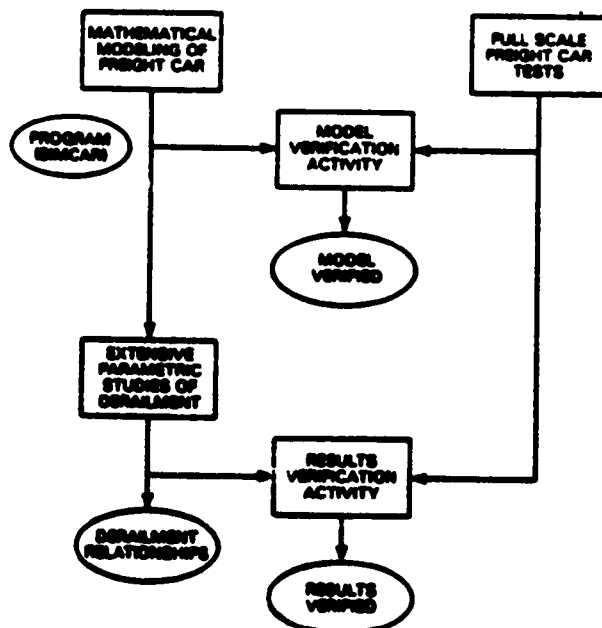 MATHEMATICAL
MODELING OF
FREIGHT CAR
FULL SCALE
FREIGHT CAR
TESTS
PROGRAM
(SIMCAR)
MODEL
VERIFICATION
ACTIVITY
MODEL
VERIFIED
EXTENSIVE
PARAMETRIC
STUDIES OF
DERAILMENT
RESULTS
VERIFICATION
ACTIVITY
DERAILMENT
RELATIONSHIPS
RESULTS
VERIFIED